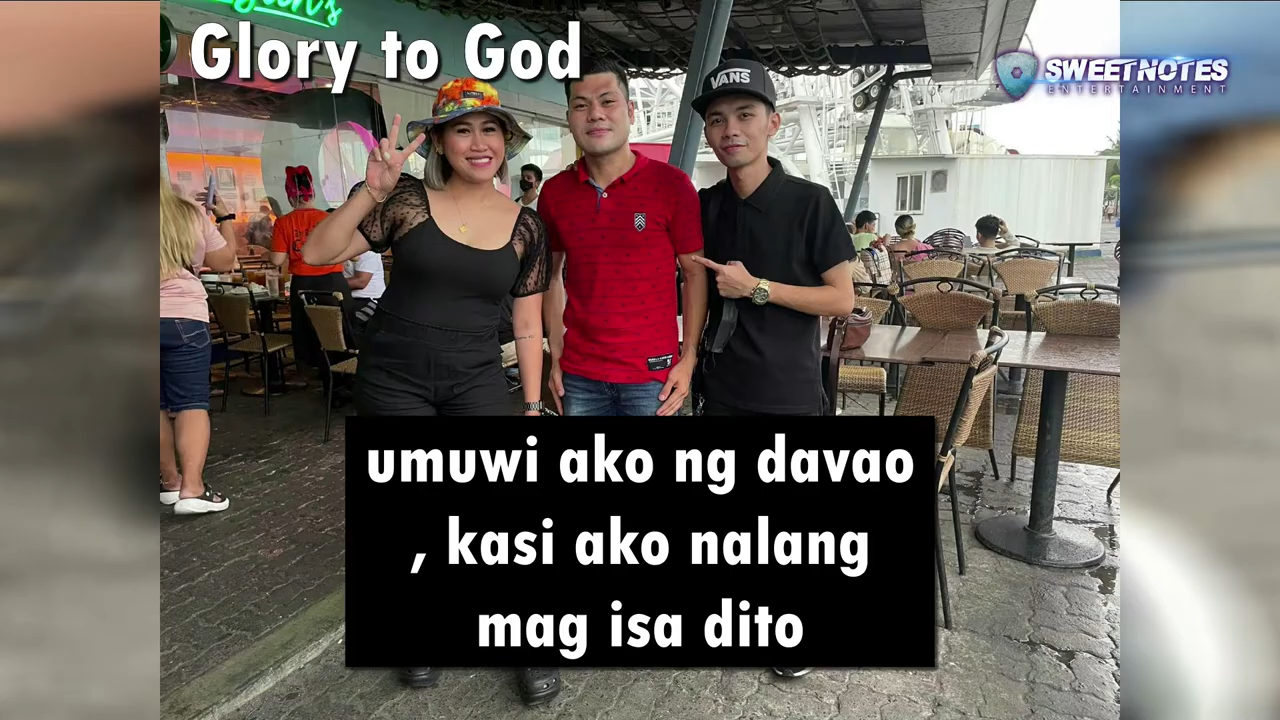 Glory to God
SWEETNOTES
ENTERTAINMENT
VANS
umuwi ako ng davao
, kasi ako nalang
mag isa dito